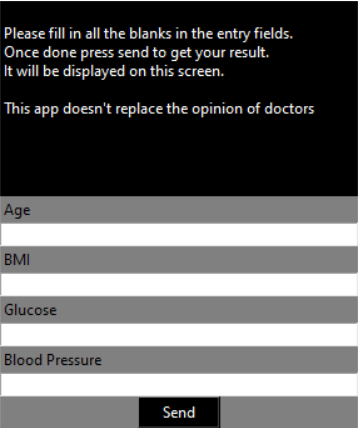 Please fill in all the blanks in the entry fields.
Once done press send to get your result.
It will be displayed on this screen.
This app doesn't replace the opinion of doctors
Age
BMI
Glucose
Blood Pressure
Send